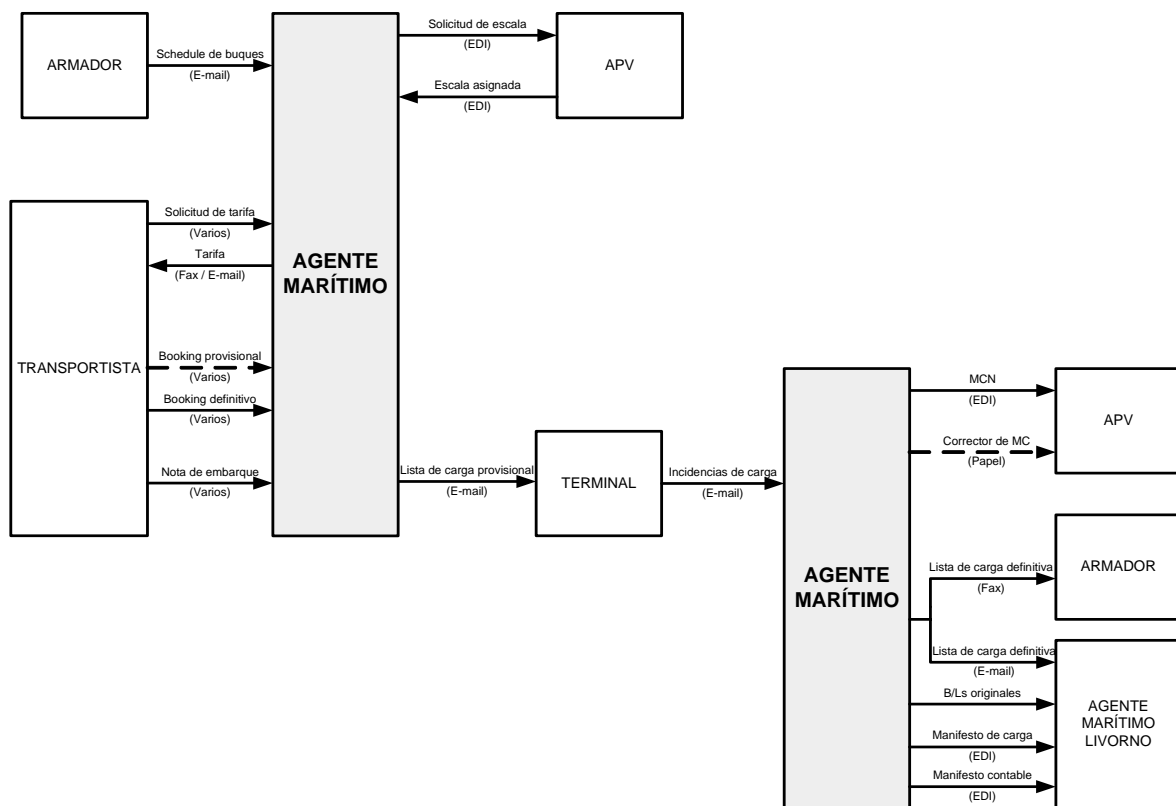 ARMADOR
Schedule de buques
(E-mail)
Solicitud de escala
(EDI)
Escala asignada
(EDI)
APV
TRANSPORTISTA
Solicitud de tarifa
(Varios)
Tarifa
(Fax / E-mail)
Booking provisional
(Varios)
Booking definitivo
(Varios)
Nota de embarque
(Varios)
AGENTE
MARÍTIMO
Lista de carga provisional
(E-mail)
TERMINAL
Incidencias de carga
(E-mail)
AGENTE
MARÍTIMO
MCN
(EDI)
Corrector de MC
(Papel)
APV
Lista de carga definitiva
(Fax)
ARMADOR
Lista de carga definitiva
(E-mail)
B/Ls originales
Manifesto de carga
(EDI)
Manifesto contable
(EDI)
AGENTE
MARÍTIMO
LIVORNO